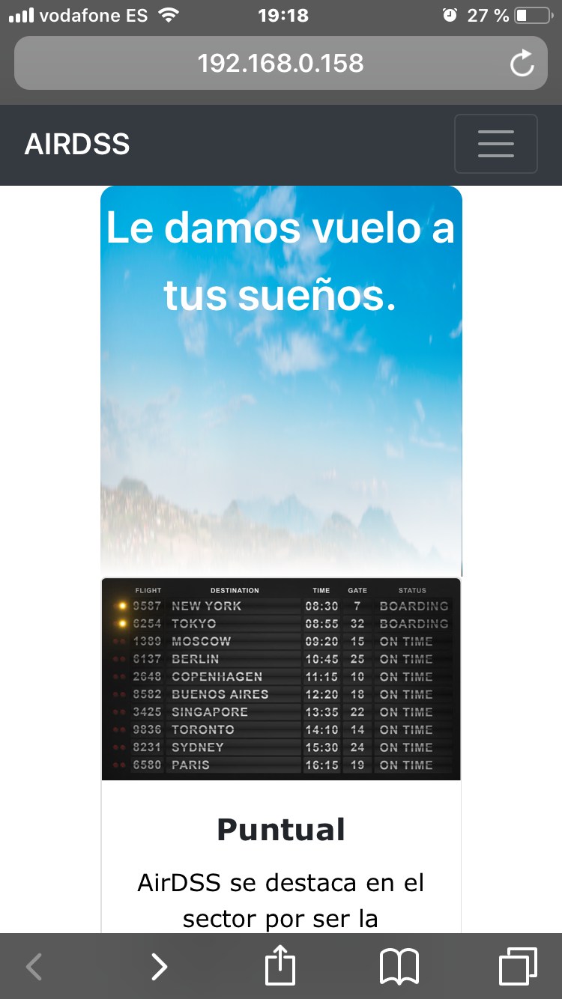 vodafone ES 19:18 27 %
192.168.0.158
AIRDSS
Le damos vuelo a
tus sueños.
FLIGHT DESTINATION TIME GATE STATUS
9587 NEW YORK 08:30 7 BOARDING
6254 TOKYO 08:55 32 BOARDING
1389 MOSCOW 09:20 15 ON TIME
6137 BERLIN 10:45 25 ON TIME
2648 COPENHAGEN 11:15 10 ON TIME
8582 BUENOS AIRES 12:20 18 ON TIME
3425 SINGAPORE 13:35 22 ON TIME
9836 TORONTO 14:10 14 ON TIME
8231 SYDNEY 15:30 24 ON TIME
6580 PARIS 16:15 19 ON TIME
Puntual
AirDSS se destaca en el
sector por ser la